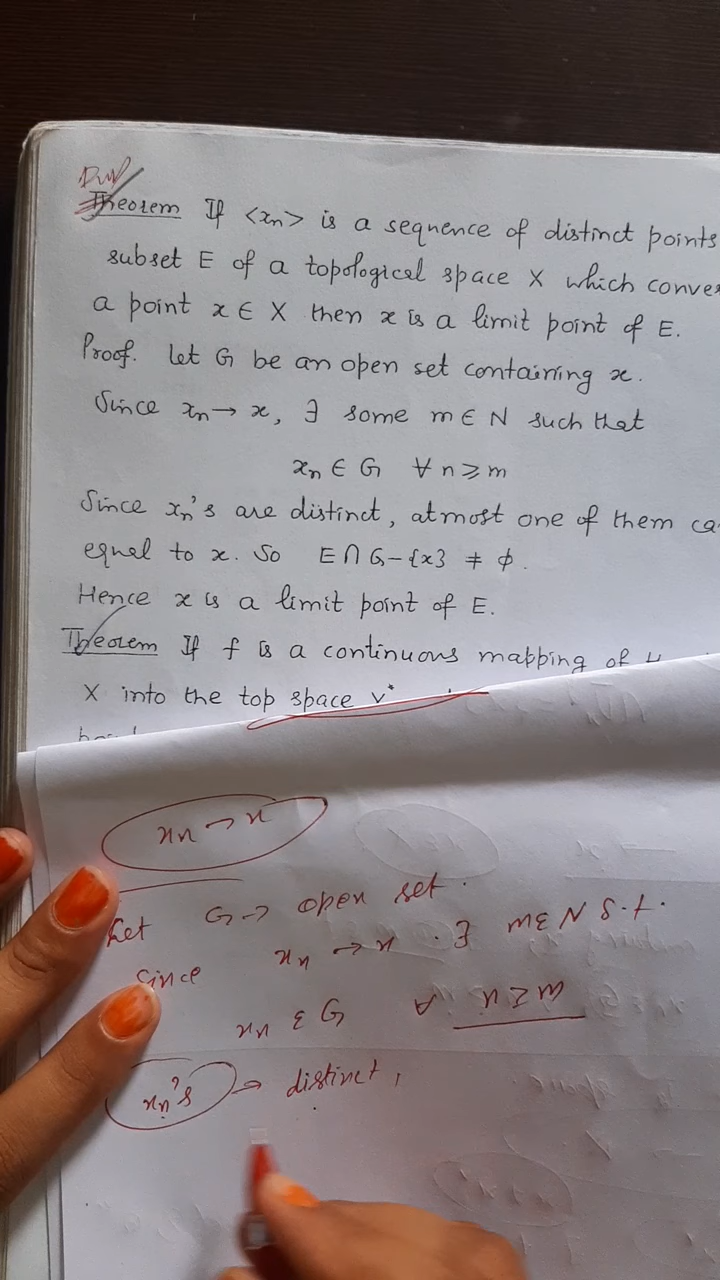 Theorem If <xn> is a sequence of distinct points
subset E of a topological space X which conver
a point x ∈ X then x is a limit point of E.
Proof. Let G be an open set containing x.
Since xn → x, ∃ some m ∈ N such that
xn ∈ G ∀ n ≥ m
Since xn's are distinct, atmost one of them ca
equal to x. So E ∩ G - {x} ≠ ϕ.
Hence x is a limit point of E.
Theorem If f is a continuous mapping of
X into the top space
xn → x
Let G → open set.
Since xn → x . ∃ m ∈ N s.t.
xn ∈ G ∀ n ≥ m
xn's → distinct,